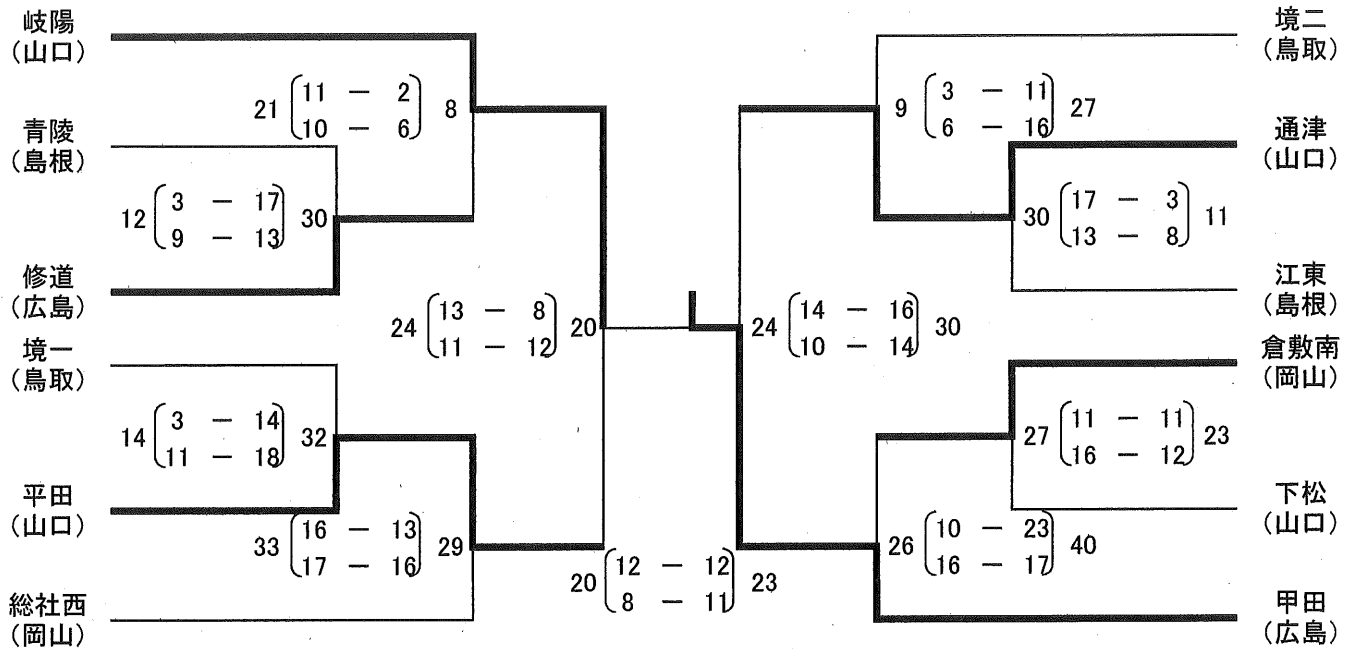 岐陽
（山口）
21 11 － 2 8
10 － 6
青陵
（島根）
12 3 － 17 30
9 － 13
修道
（広島）
24 13 － 8 20
11 － 12
境一
（鳥取）
14 3 － 14 32
11 － 18
平田
（山口）
33 16 － 13 29
17 － 16
総社西
（岡山）
20 12 － 12 23
8 － 11
境二
（鳥取）
9 3 － 11 27
6 － 16
通津
（山口）
30 17 － 3 11
13 － 8
江東
（島根）
24 14 － 16 30
10 － 14
倉敷南
（岡山）
27 11 － 11 23
16 － 12
下松
（山口）
26 10 － 23 40
16 － 17
甲田
（広島）